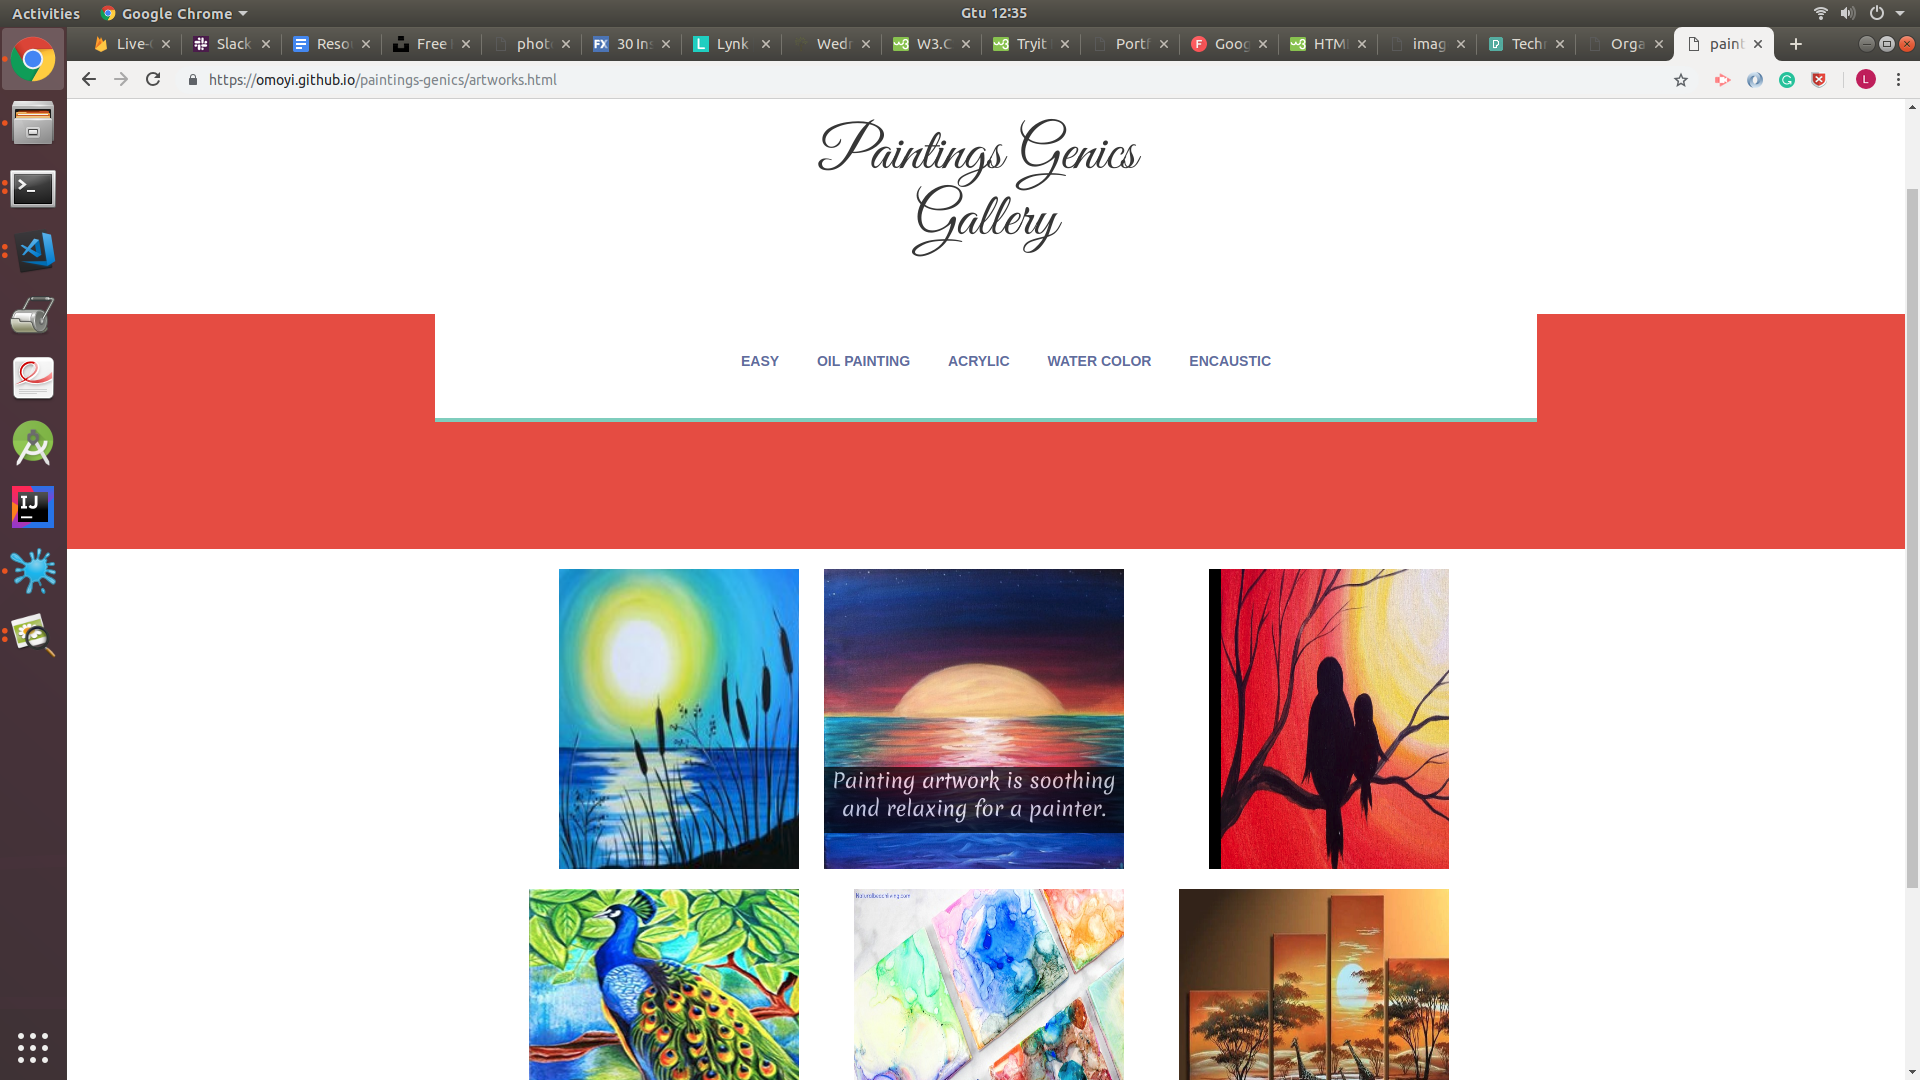 Activities
Google Chrome
Gtu 12:35
Live-
Slack
Reso
Free
phot
30 In
Lynk
Wedn
W3.C
Tryit
Portf
Goog
HTM
imag
Tech
Orga
paint
https://omoyi.github.io/paintings-genics/artworks.html
L
Paintings Genics
Gallery
EASY
OIL PAINTING
ACRYLIC
WATER COLOR
ENCAUSTIC
Painting artwork is soothing
and relaxing for a painter.